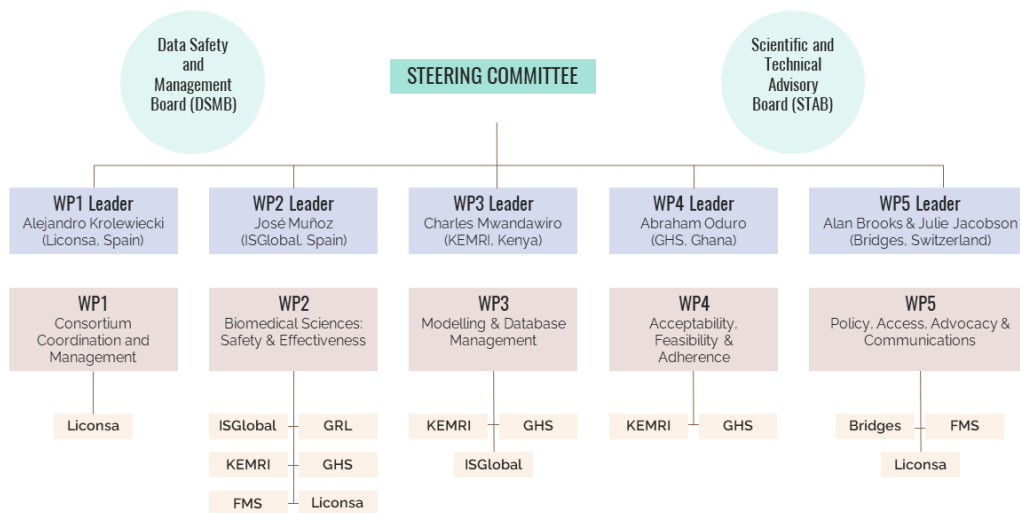 Data Safety
and
Management
Board (DSMB)
STEERING COMMITTEE
Scientific and
Technical
Advisory
Board (STAB)
WP1 Leader
Alejandro Krolewiecki
(Liconsa, Spain)
WP2 Leader
José Muñoz
(ISGlobal, Spain)
WP3 Leader
Charles Mwandawiro
(KEMRI, Kenya)
WP4 Leader
Abraham Oduro
(GHS, Ghana)
WP5 Leader
Alan Brooks & Julie Jacobson
(Bridges, Switzerland)
WP1
Consortium
Coordination and
Management
WP2
Biomedical Sciences:
Safety & Effectiveness
WP3
Modelling & Database
Management
WP4
Acceptability,
Feasibility &
Adherence
WP5
Policy, Access, Advocacy &
Communications
Liconsa
ISGlobal
GRL
KEMRI
GHS
FMS
Liconsa
KEMRI
GHS
ISGlobal
KEMRI
GHS
Bridges
FMS
Liconsa